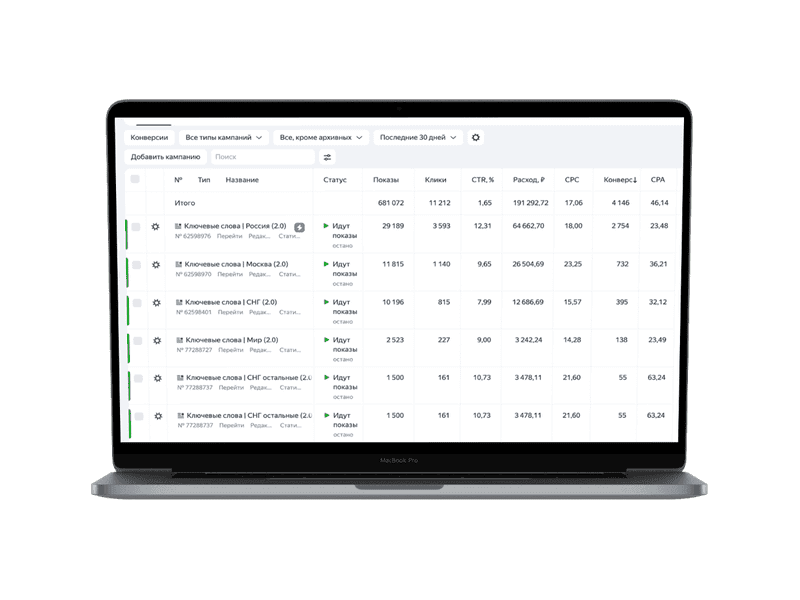 Конверсии Все типы кампаний Все, кроме архивных Последние 30 дней
Добавить кампанию Поиск
№ Тип Название Статус Показы Клики CTR, % Расход, ₽ CPC Конверс↓ CPA
Итого 681 072 11 212 1,65 191 292,72 17,06 4 146 46,14
Ключевые слова | Россия (2.0) Идут показы 29 189 3 593 12,31 64 662,70 18,00 2 754 23,48
№ 62598976 Перейти Редак... Стати... остано
Ключевые слова | Москва (2.0) Идут показы 11 815 1 140 9,65 26 504,69 23,25 732 36,21
№ 62598970 Перейти Редак... Стати... остано
Ключевые слова | СНГ (2.0) Идут показы 10 196 815 7,99 12 686,69 15,57 395 32,12
№ 62598401 Перейти Редак... Стати... остано
Ключевые слова | Мир (2.0) Идут показы 2 523 227 9,00 3 242,24 14,28 138 23,49
№ 77288727 Перейти Редак... Стати... остано
Ключевые слова | СНГ остальные (2.0 Идут показы 1 500 161 10,73 3 478,11 21,60 55 63,24
№ 77288737 Перейти Редак... Стати... остано
Ключевые слова | СНГ остальные (2.0 Идут показы 1 500 161 10,73 3 478,11 21,60 55 63,24
№ 77288737 Перейти Редак... Стати... остано
MacBook Pro